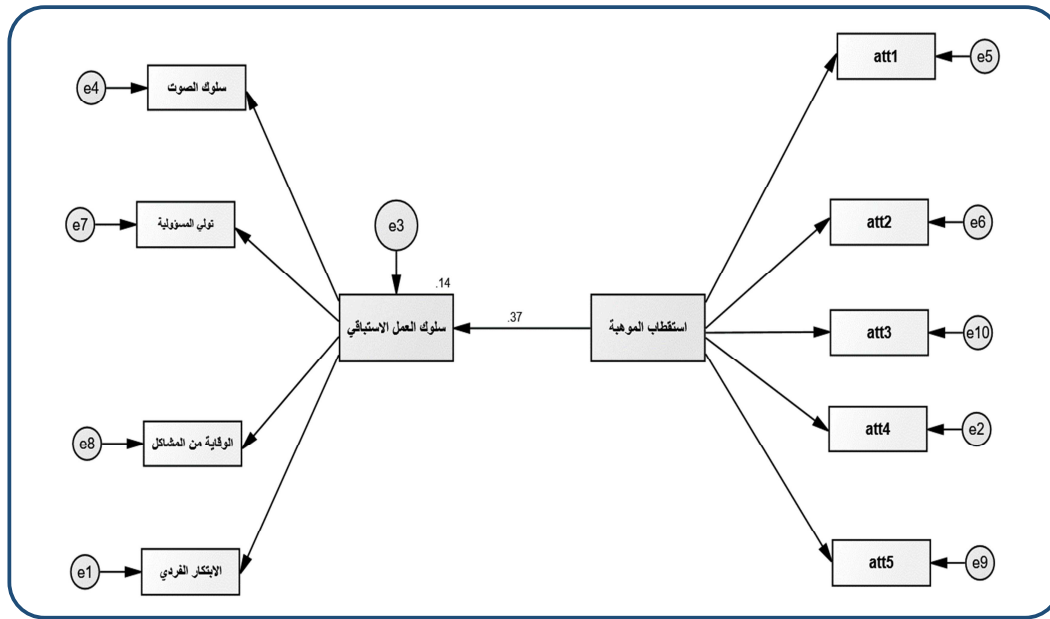 att1
e5
e4
سلوك الصوت
att2
e6
e7
تولي المسؤولية
e3
.14
سلوك العمل الاستباقي
.37
استقطاب الموهبة
att3
e10
att4
e2
e8
الوقاية من المشاكل
att5
e9
e1
الابتكار الفردي